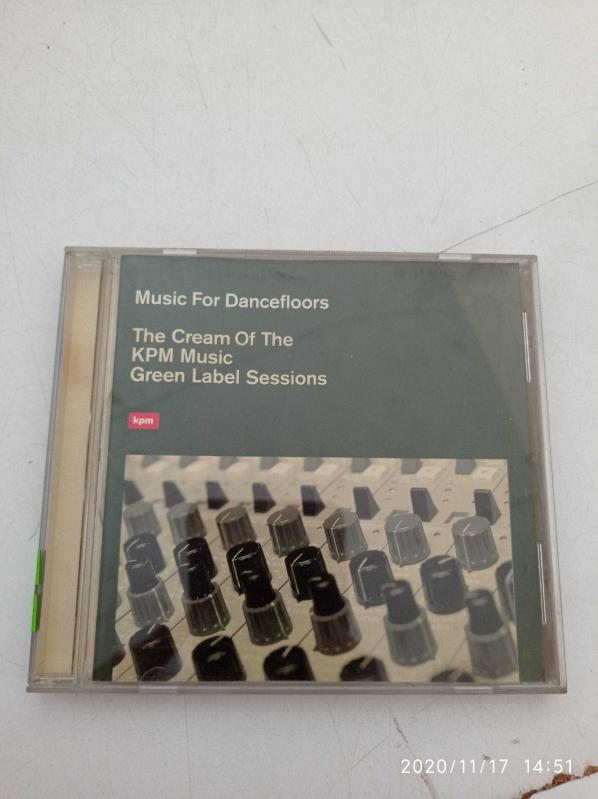 Music For Dancefloors
The Cream Of The
KPM Music
Green Label Sessions
kpm
2020/11/17 14:51